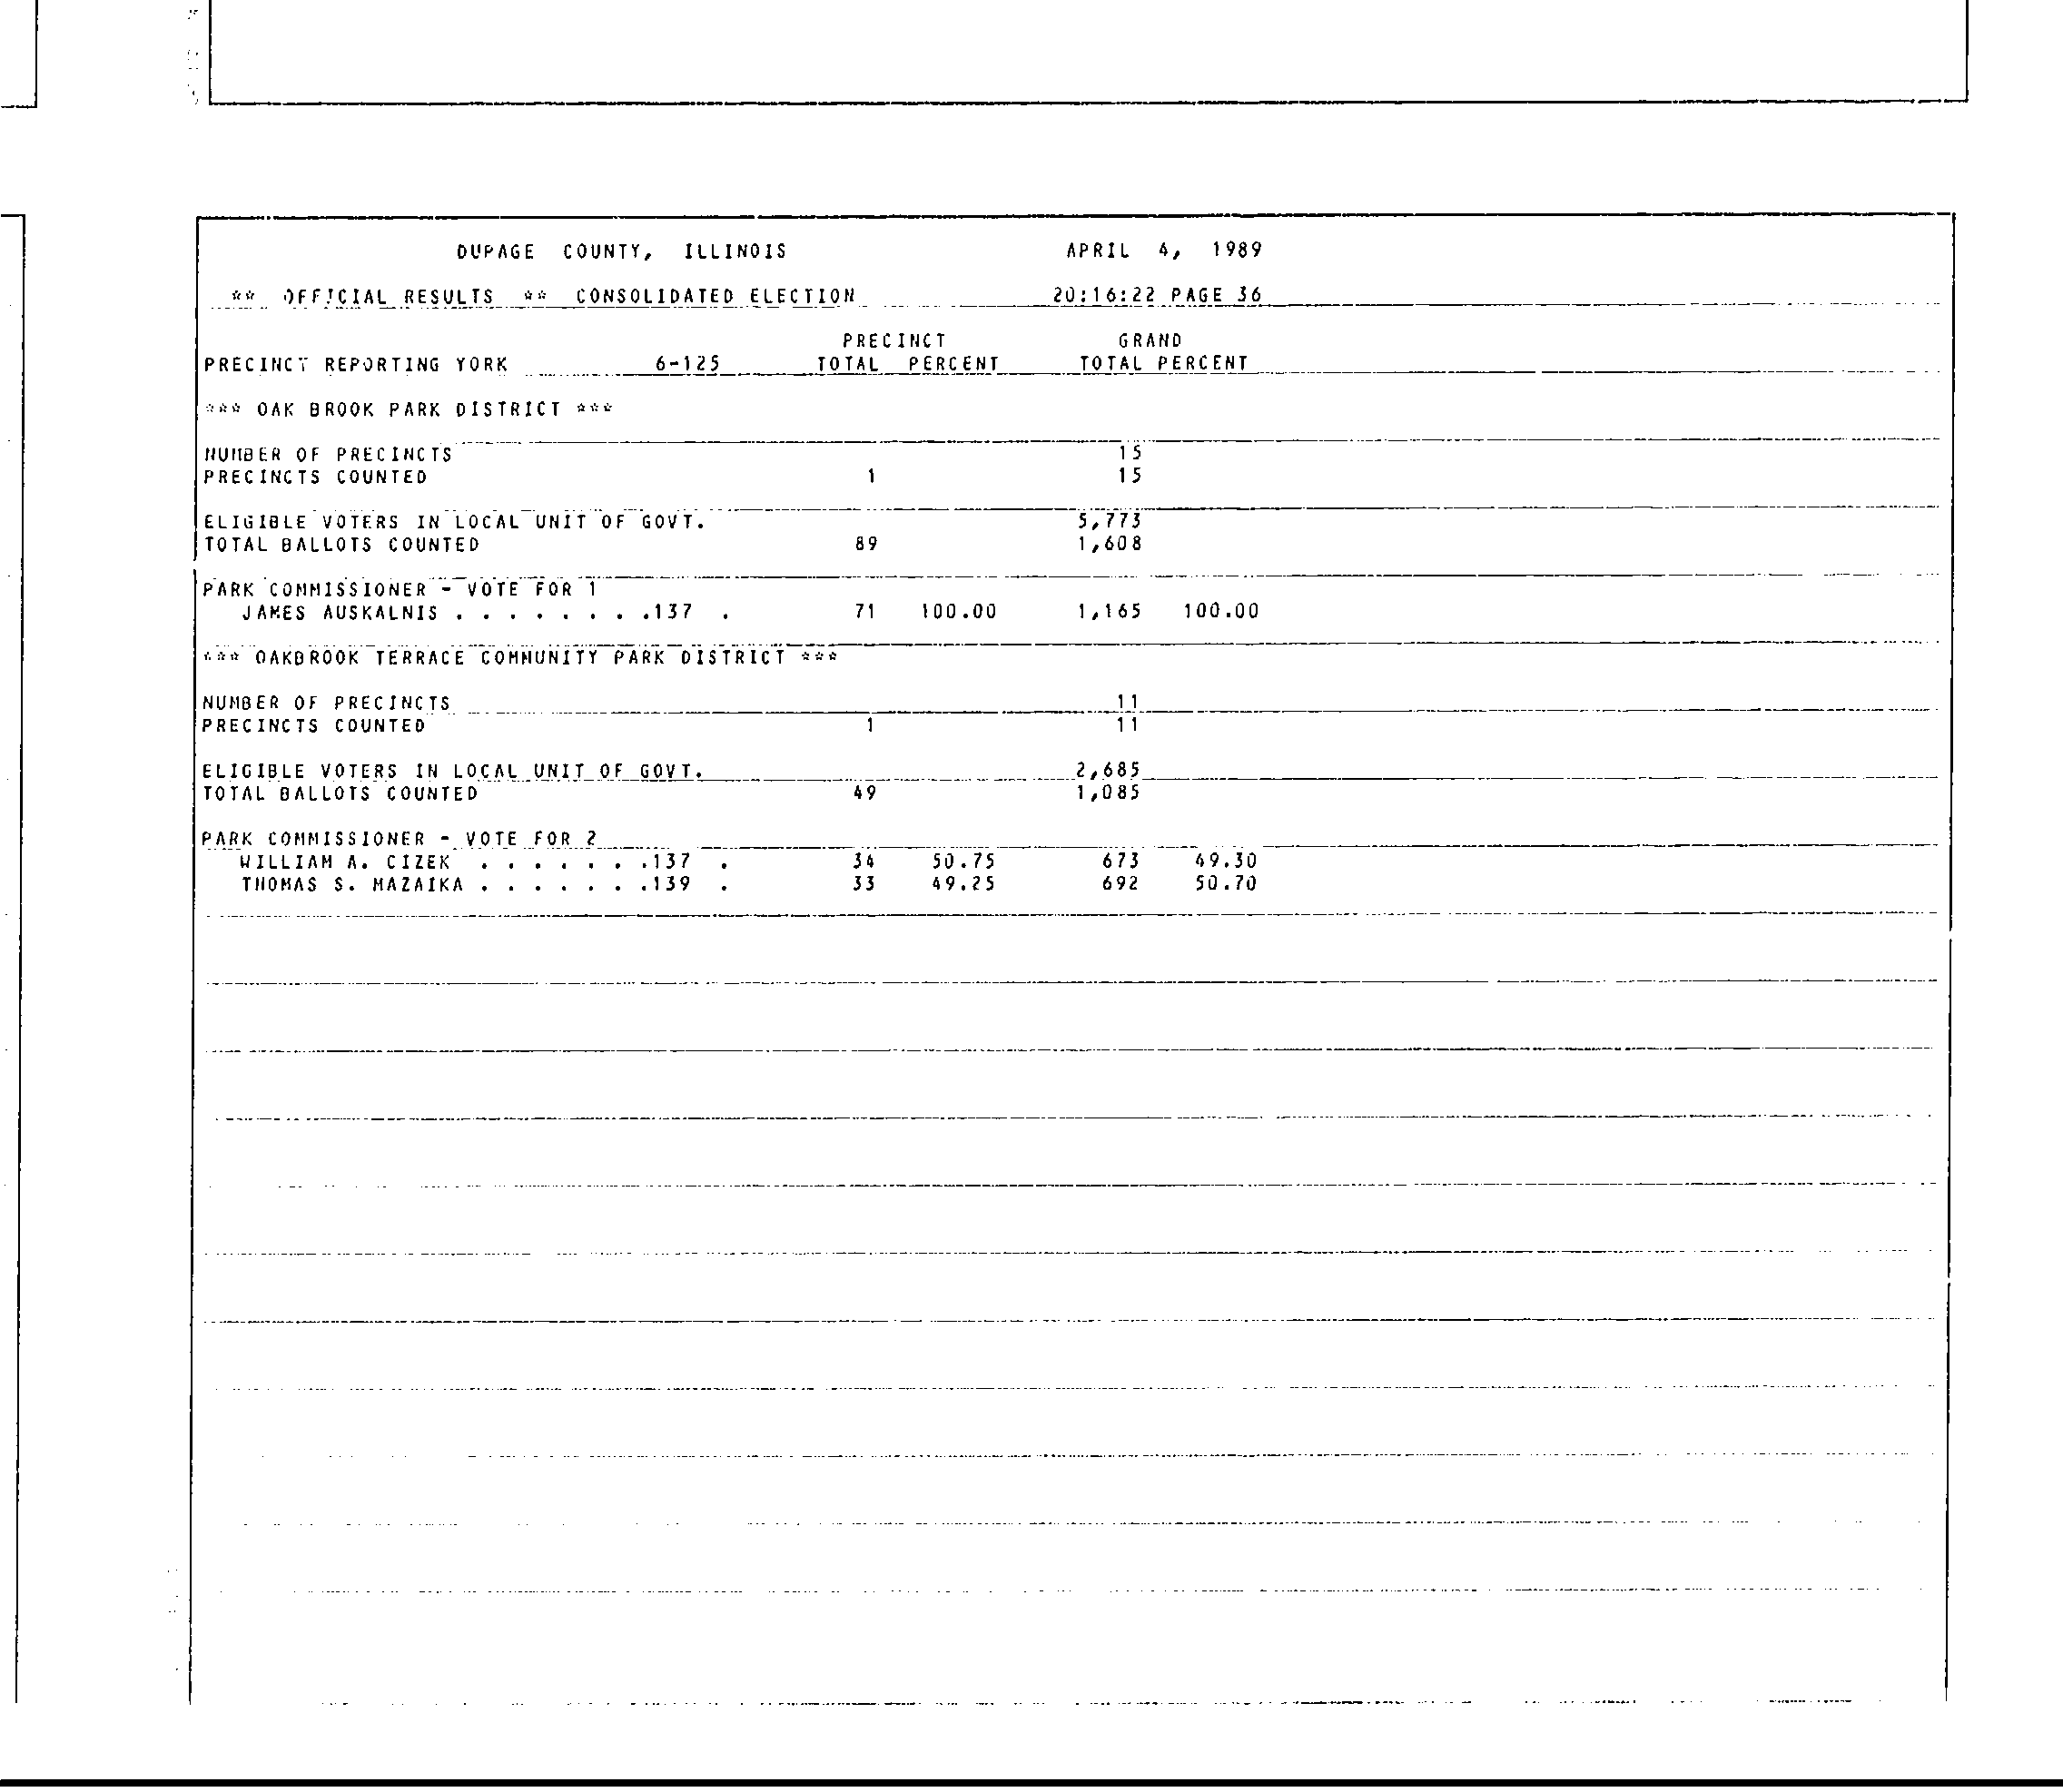 DUPAGE COUNTY, ILLINOIS APRIL 4, 1989
** OFFICIAL RESULTS ** CONSOLIDATED ELECTION 20:16:22 PAGE 36
PRECINCT GRAND
PRECINCT REPORTING YORK 6-125 TOTAL PERCENT TOTAL PERCENT
*** OAK BROOK PARK DISTRICT ***
NUMBER OF PRECINCTS 15
PRECINCTS COUNTED 1 15
ELIGIBLE VOTERS IN LOCAL UNIT OF GOVT. 5,773
TOTAL BALLOTS COUNTED 89 1,608
PARK COMMISSIONER - VOTE FOR 1
JAMES AUSKALNIS . . . . . . . .137 . 71 100.00 1,165 100.00
*** OAKBROOK TERRACE COMMUNITY PARK DISTRICT ***
NUMBER OF PRECINCTS 11
PRECINCTS COUNTED 1 11
ELIGIBLE VOTERS IN LOCAL UNIT OF GOVT. 2,685
TOTAL BALLOTS COUNTED 49 1,085
PARK COMMISSIONER - VOTE FOR 2
WILLIAM A. CIZEK . . . . . . .137 . 34 50.75 673 49.30
THOMAS S. MAZAIKA . . . . . . .139 . 33 49.25 692 50.70